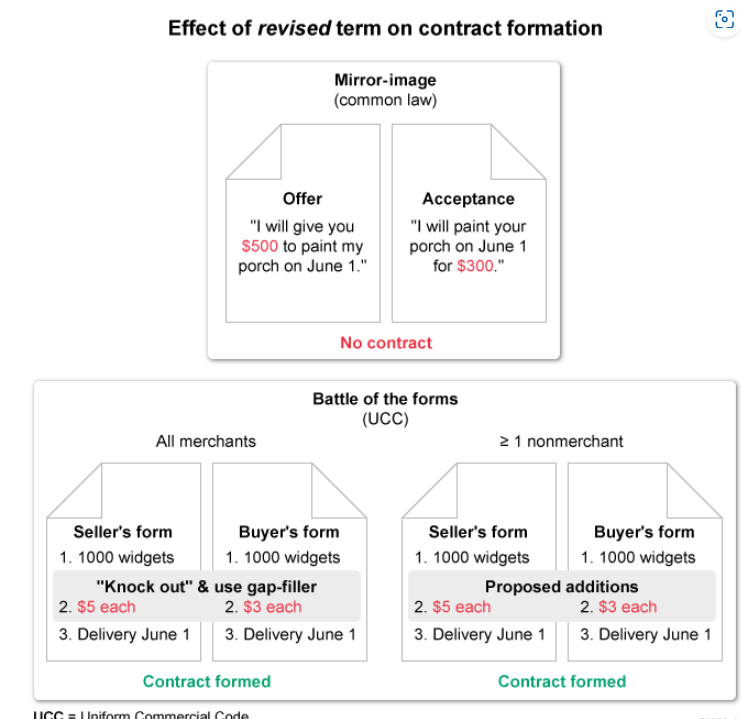 Effect of revised term on contract formation
Mirror-image
(common law)
Offer
"I will give you
$500 to paint my
porch on June 1."
Acceptance
"I will paint your
porch on June 1
for $300."
No contract
Battle of the forms
(UCC)
All merchants
Seller's form
1. 1000 widgets
Buyer's form
1. 1000 widgets
"Knock out" & use gap-filler
2. $5 each
2. $3 each
3. Delivery June 1
3. Delivery June 1
Contract formed
≥ 1 nonmerchant
Seller's form
1. 1000 widgets
Buyer's form
1. 1000 widgets
Proposed additions
2. $5 each
2. $3 each
3. Delivery June 1
3. Delivery June 1
Contract formed
UCC = Uniform Commercial Code